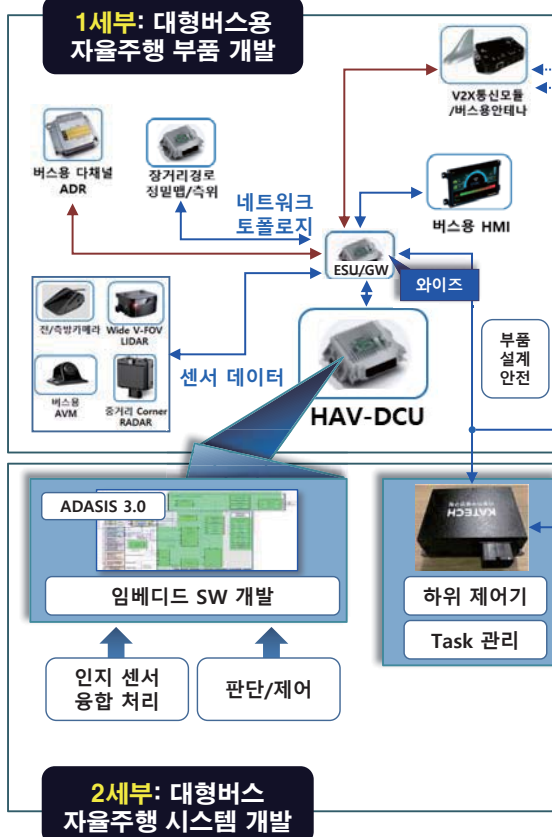 1세부: 대형버스용
자율주행 부품 개발
V2X통신모듈
/버스용안테나
버스용 다채널
ADR
장거리경로
정밀맵/측위
네트워크
토폴로지
버스용 HMI
ESU/GW
와이즈
전/측방카메라
Wide V-FOV
LIDAR
버스용
AVM
중거리 Corner
RADAR
센서 데이터
HAV-DCU
부품
설계
안전
ADASIS 3.0
임베디드 SW 개발
KATECH
하위 제어기
Task 관리
인지 센서
융합 처리
판단/제어
2세부: 대형버스
자율주행 시스템 개발